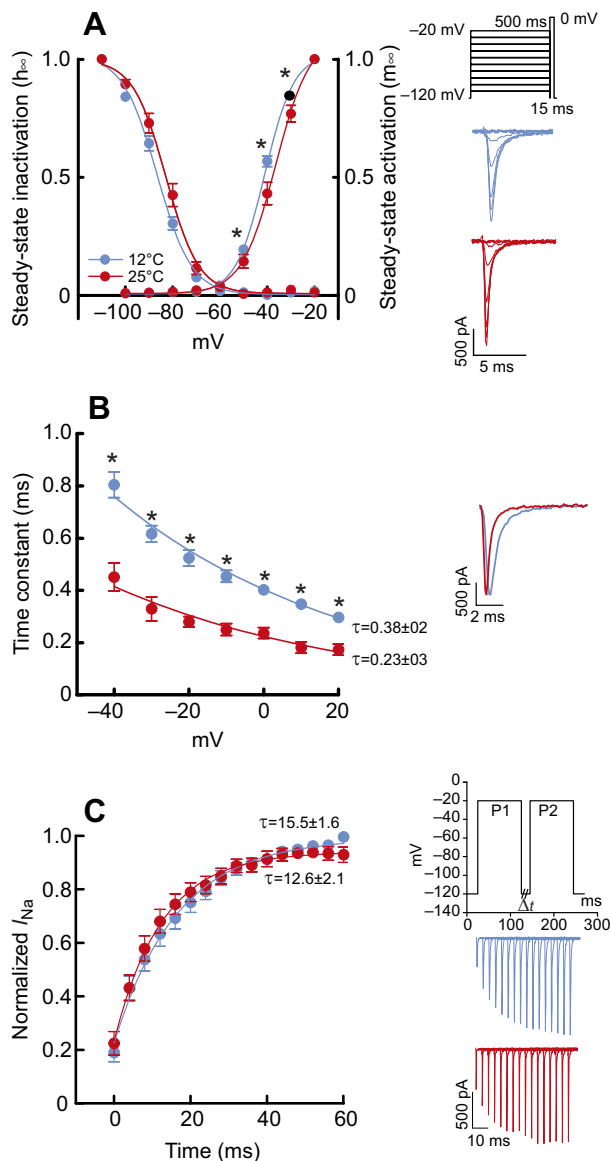 A
Steady-state inactivation (h∞)
1.0
0.5
0
12°C
25°C
* * *
1.0
0.5
0
Steady-state activation (m∞)
−100 −80 −60 −40 −20
mV
−20 mV
500 ms
0 mV
−120 mV
15 ms
500 pA
5 ms
B
Time constant (ms)
1.0
0.8
0.6
0.4
0.2
0
* * * * * * *
τ=0.38±02
τ=0.23±03
−40 −20 0 20
mV
500 pA
2 ms
C
Normalized INa
1.0
0.8
0.6
0.4
0.2
0
τ=15.5±1.6
τ=12.6±2.1
0 20 40 60
Time (ms)
mV
0
−20
−40
−60
−80
−100
−120
−140
P1 P2
Δt
ms
0 100 200 300
500 pA
10 ms